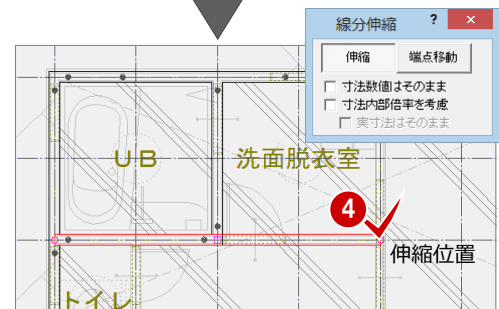 線分伸縮 ? ×
伸縮 端点移動
寸法数値はそのまま
寸法内部倍率を考慮
実寸法はそのまま
UB 洗面脱衣室
4
伸縮位置
トイレ